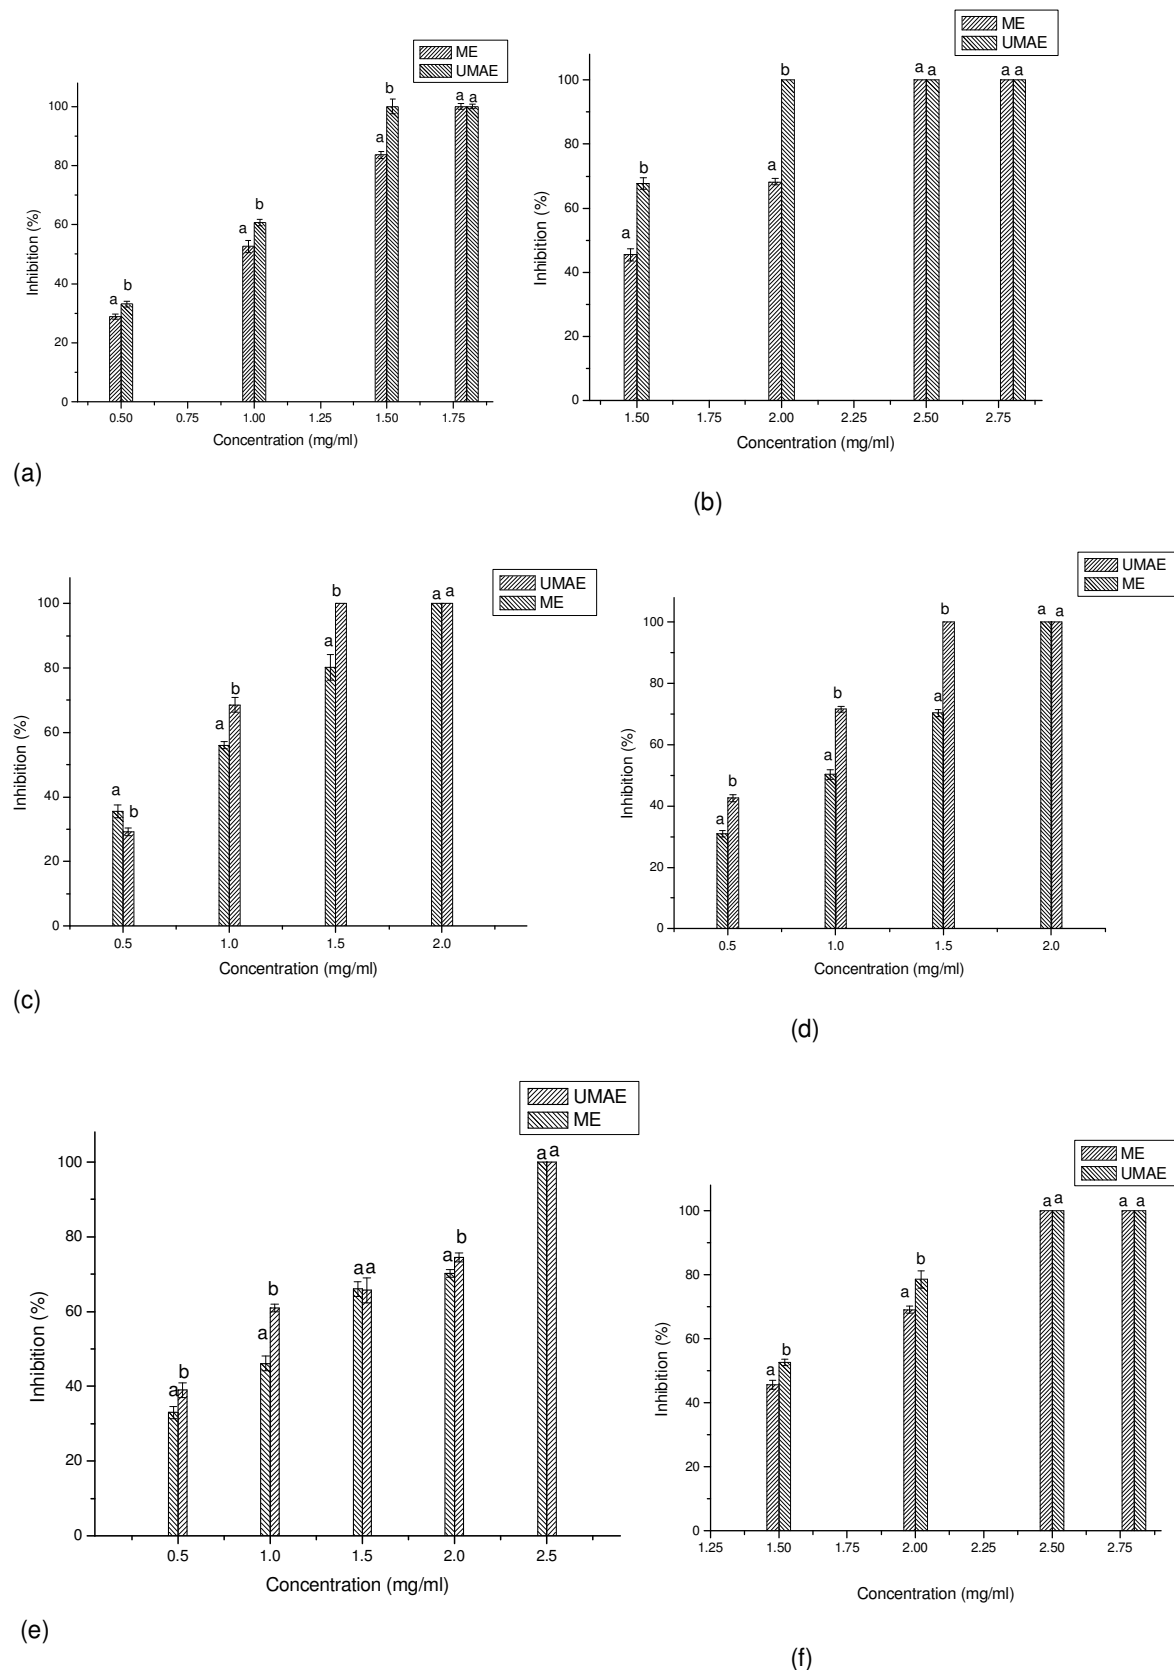 ME
UMAE
100
80
60
40
20
0
Inhibition (%)
a b a b a b a a
0.50 0.75 1.00 1.25 1.50 1.75
Concentration (mg/ml)
(a)
ME
UMAE
100
80
60
40
20
0
Inhibition (%)
a b a b a a a a
1.50 1.75 2.00 2.25 2.50 2.75
Concentration (mg/ml)
(b)
UMAE
ME
100
80
60
40
20
0
Inhibition (%)
a b a b a b a a
0.5 1.0 1.5 2.0
Concentration (mg/ml)
(c)
UMAE
ME
100
80
60
40
20
0
Inhibition (%)
a b a b a b a a
0.5 1.0 1.5 2.0
Concentration (mg/ml)
(d)
UMAE
ME
100
80
60
40
20
0
Inhibition (%)
a b a b a a a b a a
0.5 1.0 1.5 2.0 2.5
Concentration (mg/ml)
(e)
ME
UMAE
100
80
60
40
20
0
Inhibition (%)
a b a b a a a a
1.25 1.50 1.75 2.00 2.25 2.50 2.75
Concentration (mg/ml)
(f)